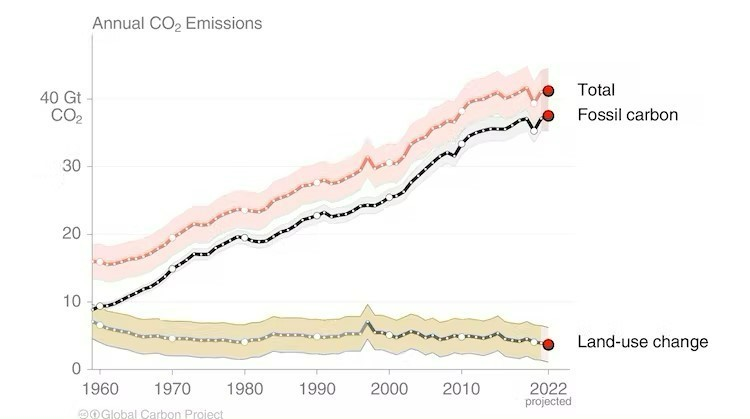 Annual CO₂ Emissions
40 Gt
CO₂
30
20
10
0
Total
Fossil carbon
Land-use change
1960 1970 1980 1990 2000 2010 2022
projected
Global Carbon Project